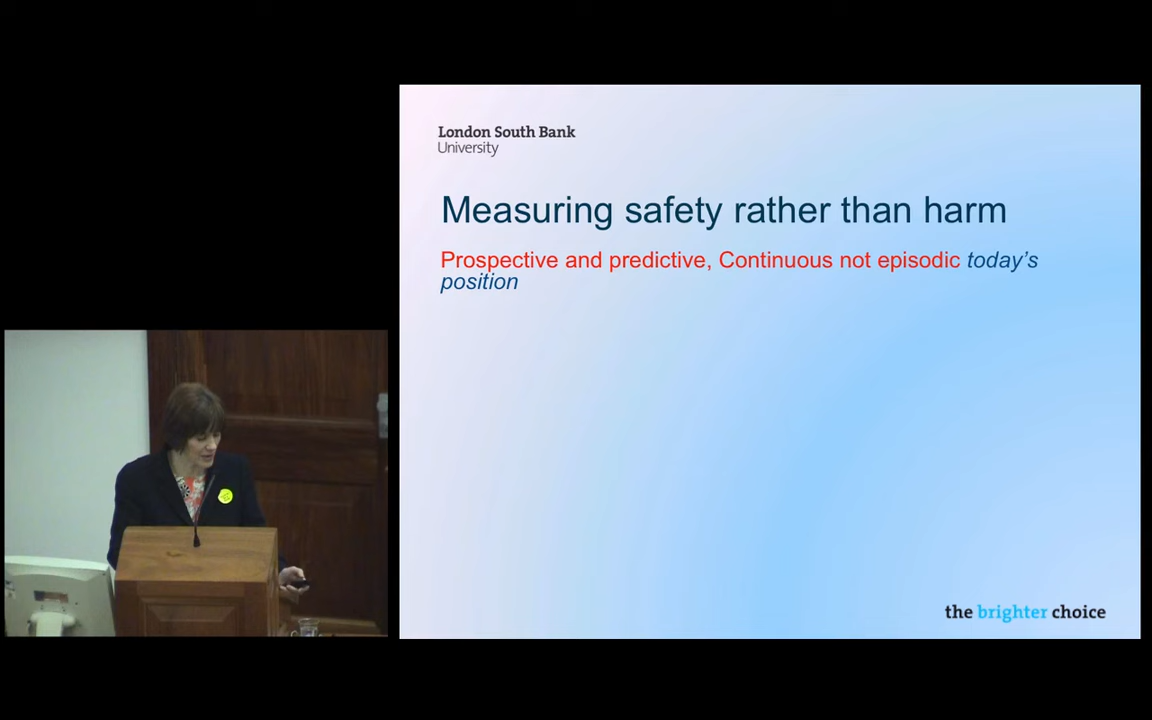 London South Bank
University
Measuring safety rather than harm
Prospective and predictive, Continuous not episodic today's
position
the brighter choice